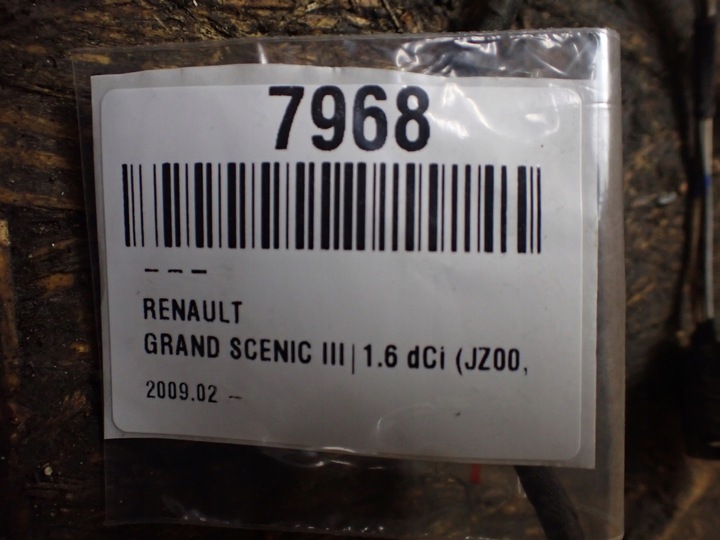 7968
- - -
RENAULT
GRAND SCENIC III | 1.6 dCi (JZ00,
2009.02 -